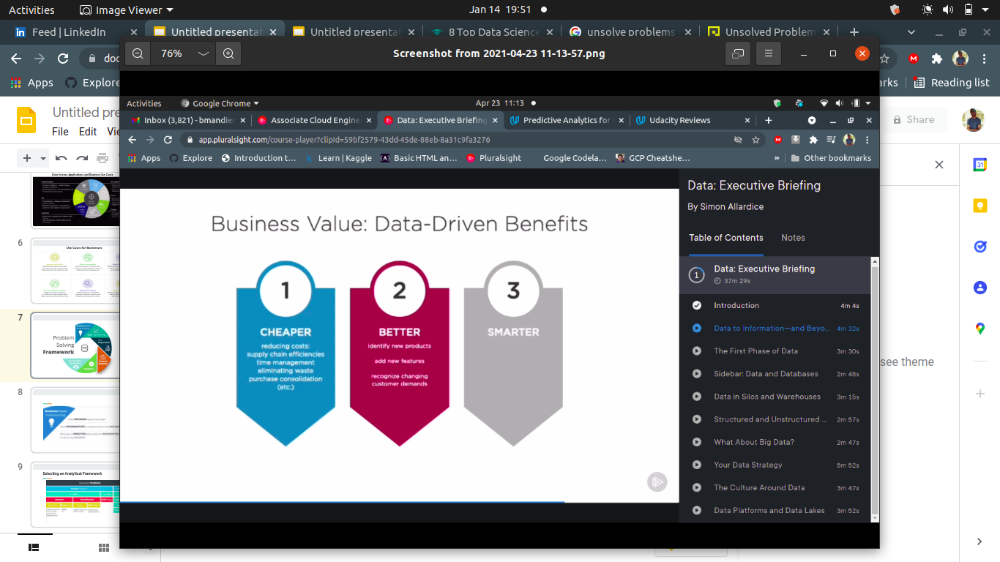 Activities Image Viewer Jan 14 19:51
Feed | LinkedIn Untitled presentat Untitled presental 8 Top Data Science unsolve problems Unsolved Problem
doc
Apps Explore rks Reading list
Untitled pre Share
File Edit Vie
76% Screenshot from 2021-04-23 11-13-57.png
Activities Google Chrome Apr 23 11:13
Inbox (3,821) - bmandier Associate Cloud Engine Data: Executive Briefing Predictive Analytics for Udacity Reviews
app.pluralsight.com/course-player?clipId=59bf2579-43dd-45de-88eb-8a31c9fa3276
Apps Explore Introduction t... Learn | Kaggle Basic HTML an... Pluralsight Google Codela... GCP Cheatshe... » Other bookmarks
Business Value: Data-Driven Benefits
1
CHEAPER
reducing costs:
supply chain efficiencies
time management
eliminating waste
purchase consolidation
(etc.)
2
BETTER
identify new products
add new features
recognize changing
customer demands
3
SMARTER
Data: Executive Briefing
By Simon Allardice
Table of Contents Notes
1 Data: Executive Briefing
37m 29s
Introduction 4m 4s
Data to Information—and Beyo... 4m 32s
The First Phase of Data 3m 30s
Sidebar: Data and Databases 2m 48s
Data in Silos and Warehouses 3m 15s
Structured and Unstructured ... 2m 57s
What About Big Data? 2m 47s
Your Data Strategy 5m 52s
The Culture Around Data 3m 47s
Data Platforms and Data Lakes 3m 52s
Data Science Applications and Business Use Cases
6
Use Cases for Businesses
7
Problem
Solving
Framework
8
Business Issue
Understanding
9
Selecting an Analytical Framework
Business Problem
see theme
31